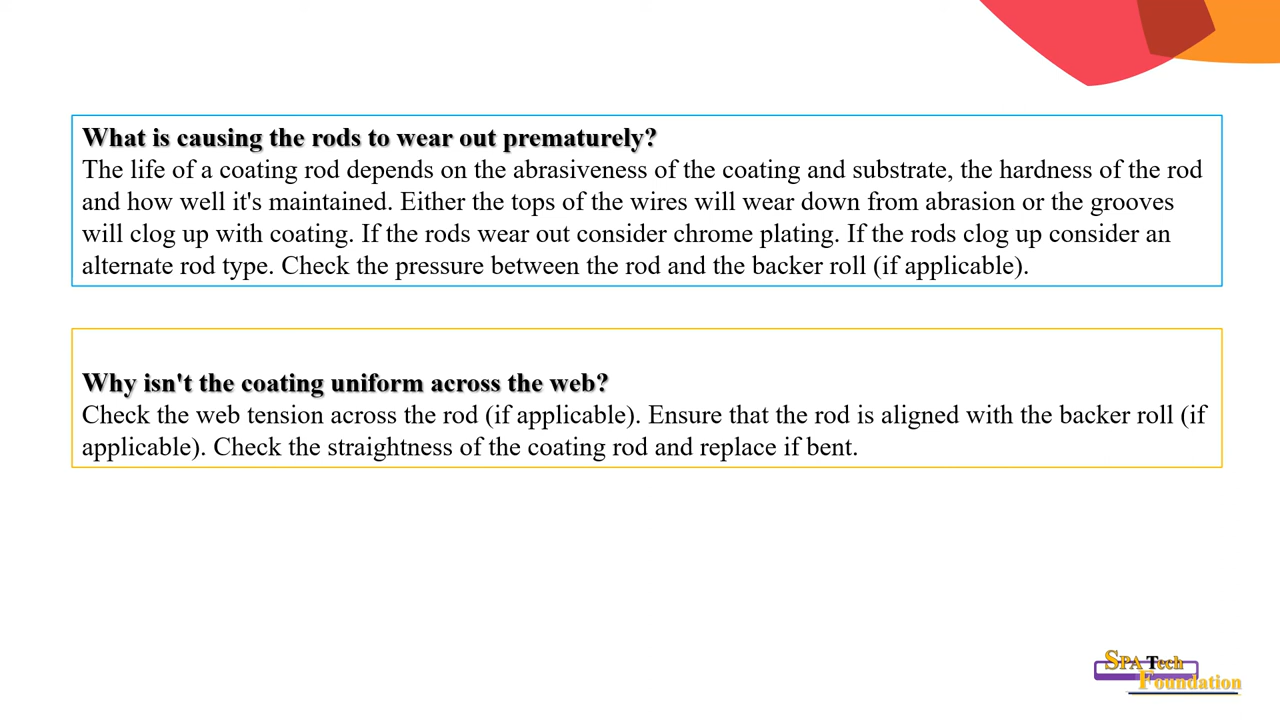 What is causing the rods to wear out prematurely?
The life of a coating rod depends on the abrasiveness of the coating and substrate, the hardness of the rod
and how well it's maintained. Either the tops of the wires will wear down from abrasion or the grooves
will clog up with coating. If the rods wear out consider chrome plating. If the rods clog up consider an
alternate rod type. Check the pressure between the rod and the backer roll (if applicable).
Why isn't the coating uniform across the web?
Check the web tension across the rod (if applicable). Ensure that the rod is aligned with the backer roll (if
applicable). Check the straightness of the coating rod and replace if bent.
SPA Tech
Foundation